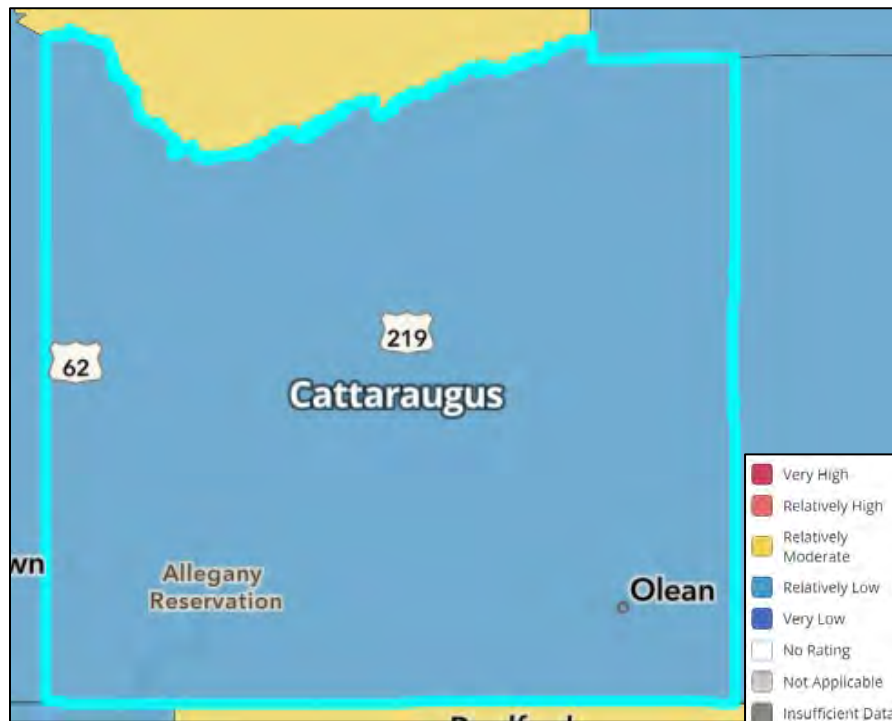 219
62
Cattaraugus
wn
Allegany
Reservation
Olean
Very High
Relatively High
Relatively
Moderate
Relatively Low
Very Low
No Rating
Not Applicable
Insufficient Data